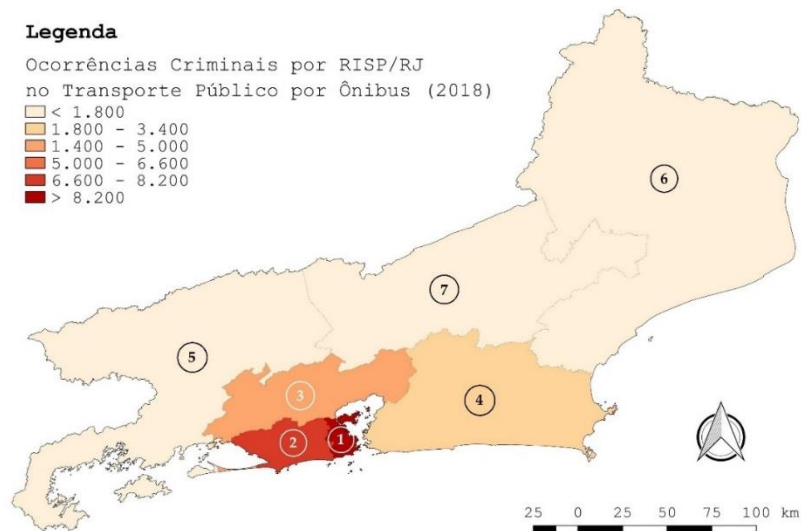 Legenda
Ocorrências Criminais por RISP/RJ
no Transporte Público por Ônibus (2018)
< 1.800
1.800 - 3.400
1.400 - 5.000
5.000 - 6.600
6.600 - 8.200
> 8.200
6
7
5
3
4
2
1
25 0 25 50 75 100 km